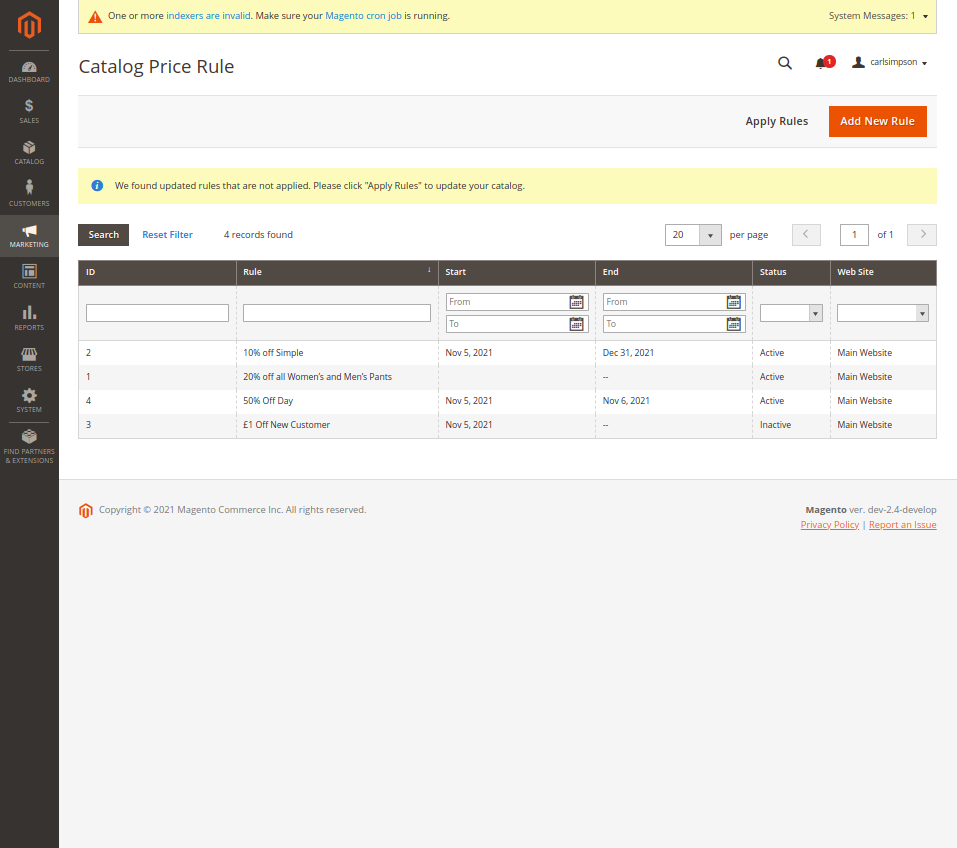 One or more indexers are invalid. Make sure your Magento cron job is running.
System Messages: 1
Catalog Price Rule
1
carlsimpson
Apply Rules
Add New Rule
We found updated rules that are not applied. Please click "Apply Rules" to update your catalog.
Search
Reset Filter
4 records found
20
per page
1
of 1
ID Rule ↓ Start End Status Web Site
From From
To To
2 10% off Simple Nov 5, 2021 Dec 31, 2021 Active Main Website
1 20% off all Women's and Men's Pants -- Active Main Website
4 50% Off Day Nov 5, 2021 Nov 6, 2021 Active Main Website
3 £1 Off New Customer Nov 5, 2021 -- Inactive Main Website
DASHBOARD
$
SALES
CATALOG
CUSTOMERS
MARKETING
CONTENT
REPORTS
STORES
SYSTEM
FIND PARTNERS
& EXTENSIONS
Copyright © 2021 Magento Commerce Inc. All rights reserved.
Magento ver. dev-2.4-develop
Privacy Policy | Report an Issue